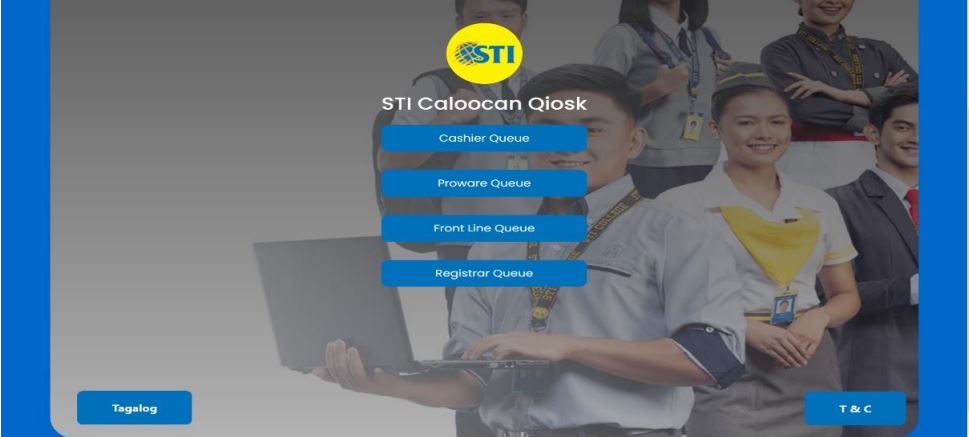 STI
STI Caloocan Qiosk
Cashier Queue
Proware Queue
Front Line Queue
Registrar Queue
Tagalog
T & C